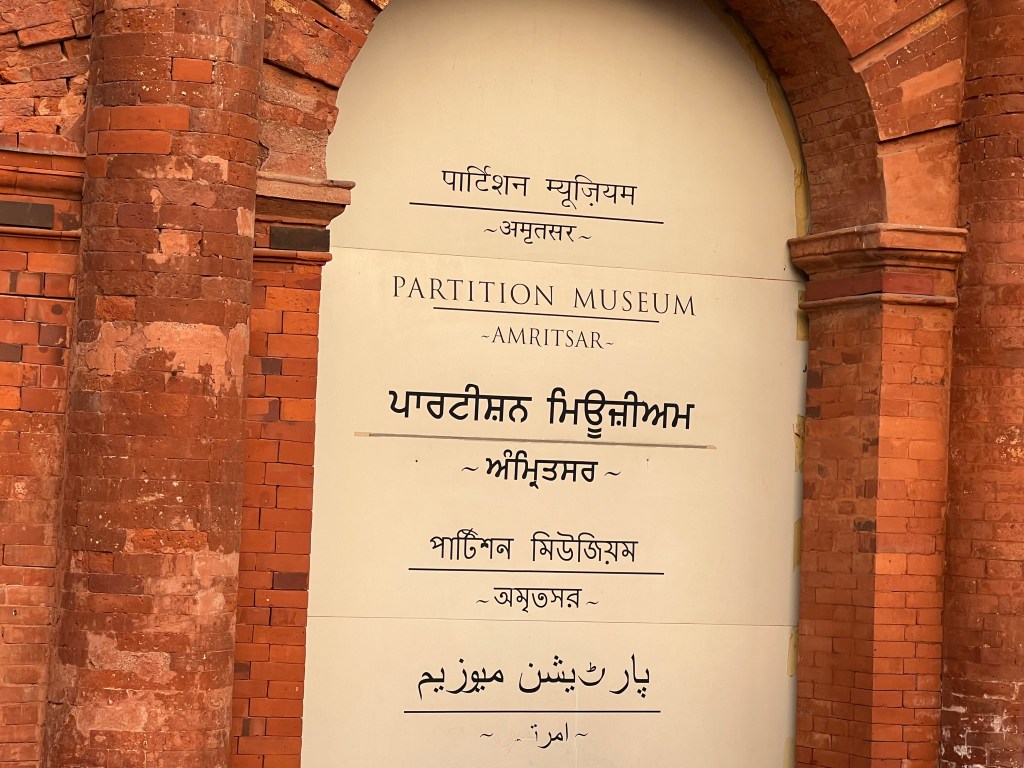 पार्टिशन म्यूज़ियम
~अमृतसर~
PARTITION MUSEUM
~AMRITSAR~
ਪਾਰਟੀਸ਼ਨ ਮਿਊਜ਼ੀਅਮ
~ਅੰਮ੍ਰਿਤਸਰ~
পার্টিশন মিউজিয়ম
~অমৃতসর~
پارٹیشن میوزیم